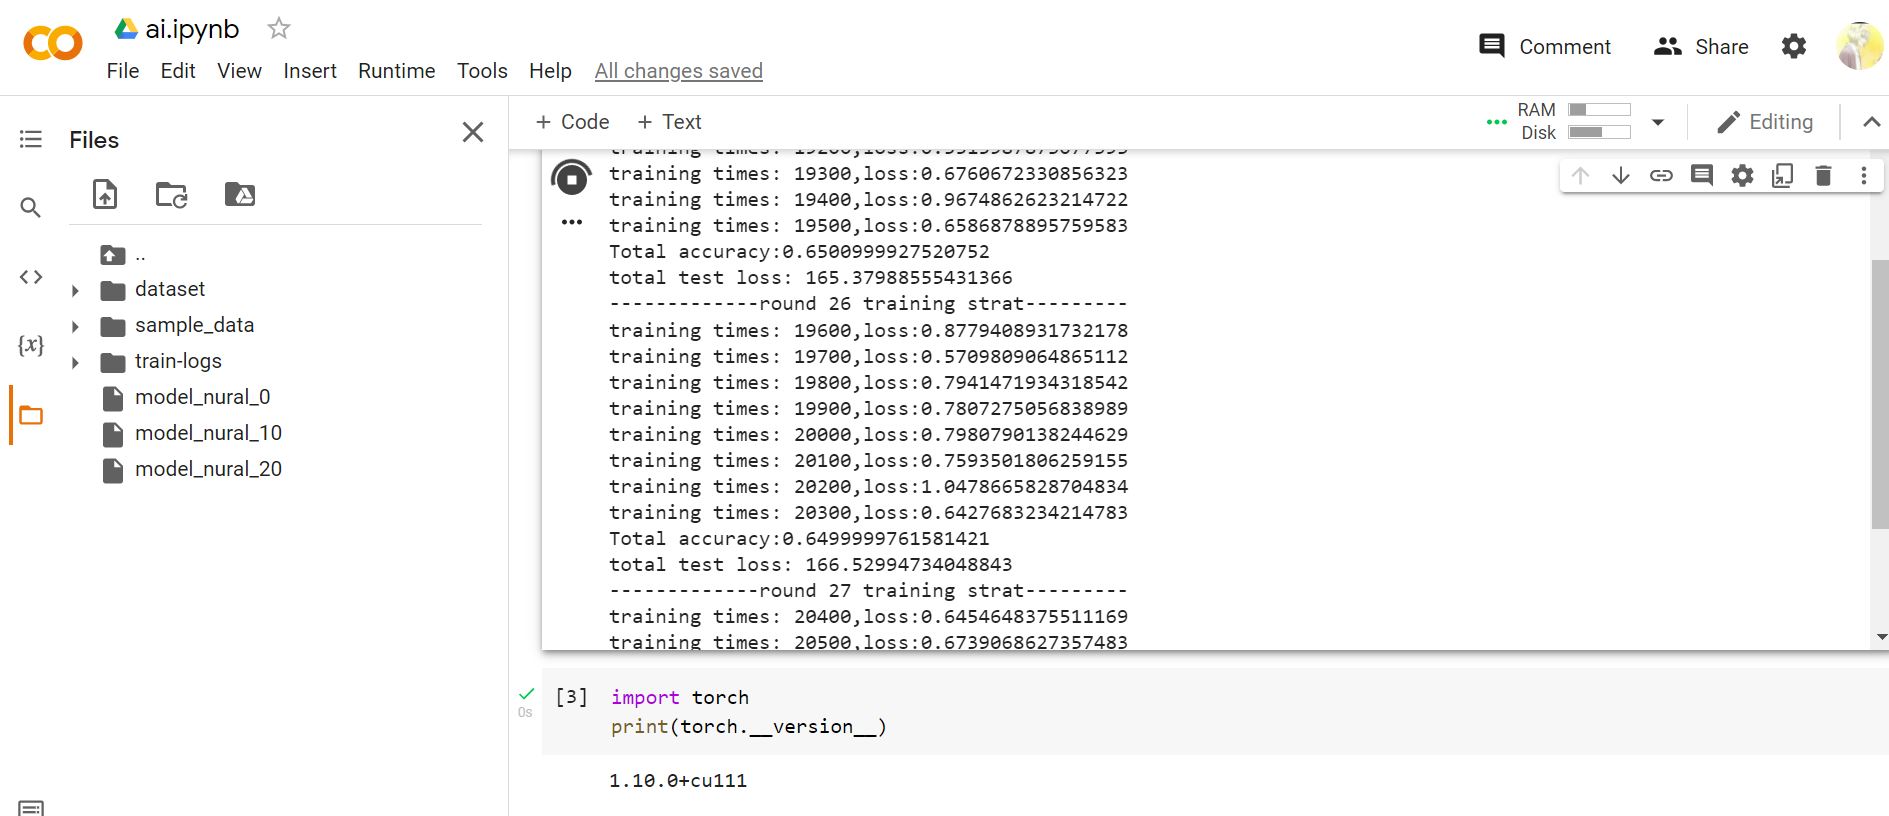 ai.ipynb
File Edit View Insert Runtime Tools Help All changes saved
Comment Share
Files
+ Code + Text
RAM
Disk
Editing
..
dataset
sample_data
train-logs
model_nural_0
model_nural_10
model_nural_20
training times: 19300,loss:0.6760672330856323
training times: 19400,loss:0.9674862623214722
training times: 19500,loss:0.6586878895759583
Total accuracy:0.6500999927520752
total test loss: 165.37988555431366
-------------round 26 training strat---------
training times: 19600,loss:0.8779408931732178
training times: 19700,loss:0.5709809064865112
training times: 19800,loss:0.7941471934318542
training times: 19900,loss:0.7807275056838989
training times: 20000,loss:0.7980790138244629
training times: 20100,loss:0.7593501806259155
training times: 20200,loss:1.0478665828704834
training times: 20300,loss:0.6427683234214783
Total accuracy:0.6499999761581421
total test loss: 166.52994734048843
-------------round 27 training strat---------
training times: 20400,loss:0.6454648375511169
training times: 20500,loss:0.6739068627357483
[3] import torch
0s
print(torch.__version__)
1.10.0+cu111